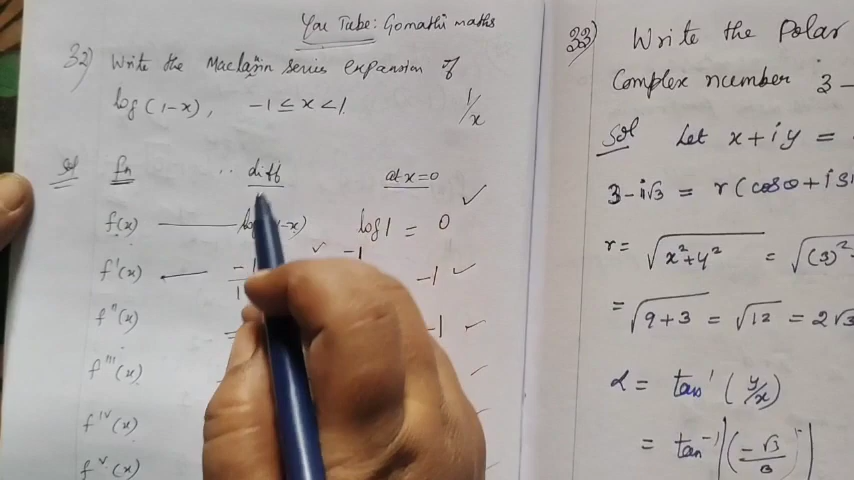 You Tube: Gomathi maths
32) Write the Maclarin series expansion of
log (1-x), -1 ≤ x < 1. 1/x
Sol fn diff at x=0
f(x) (-x) log 1 = 0
f'(x) -1 -1 -1
f''(x) = -1
f'''(x)
f^IV(x)
f^V(x)
33) Write the Polar
Complex number 3-
Sol Let x+iy =
3-i√3 = r(cosθ+is
r = √x²+y² = √(3)²
= √9+3 = √12 = 2√3
α = tan' (y/x)
= tan⁻¹ |(-√3/3)|